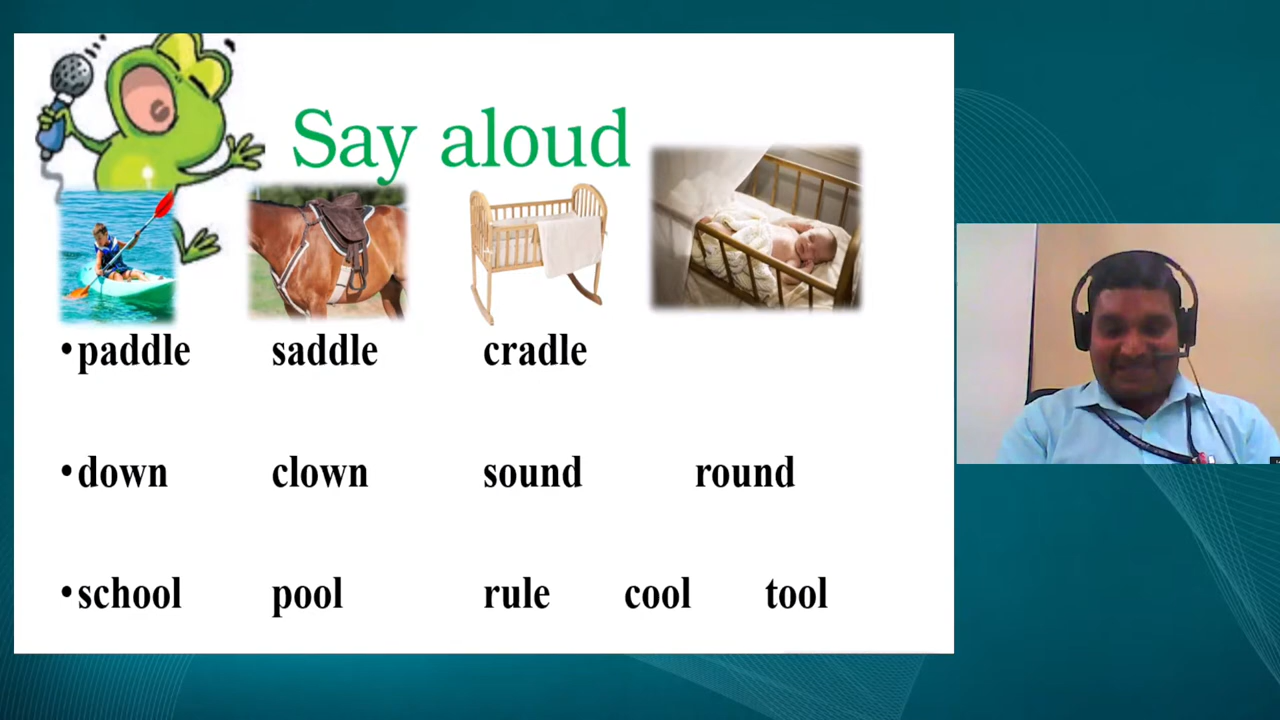 Say aloud
•paddle saddle cradle
•down clown sound round
•school pool rule cool tool